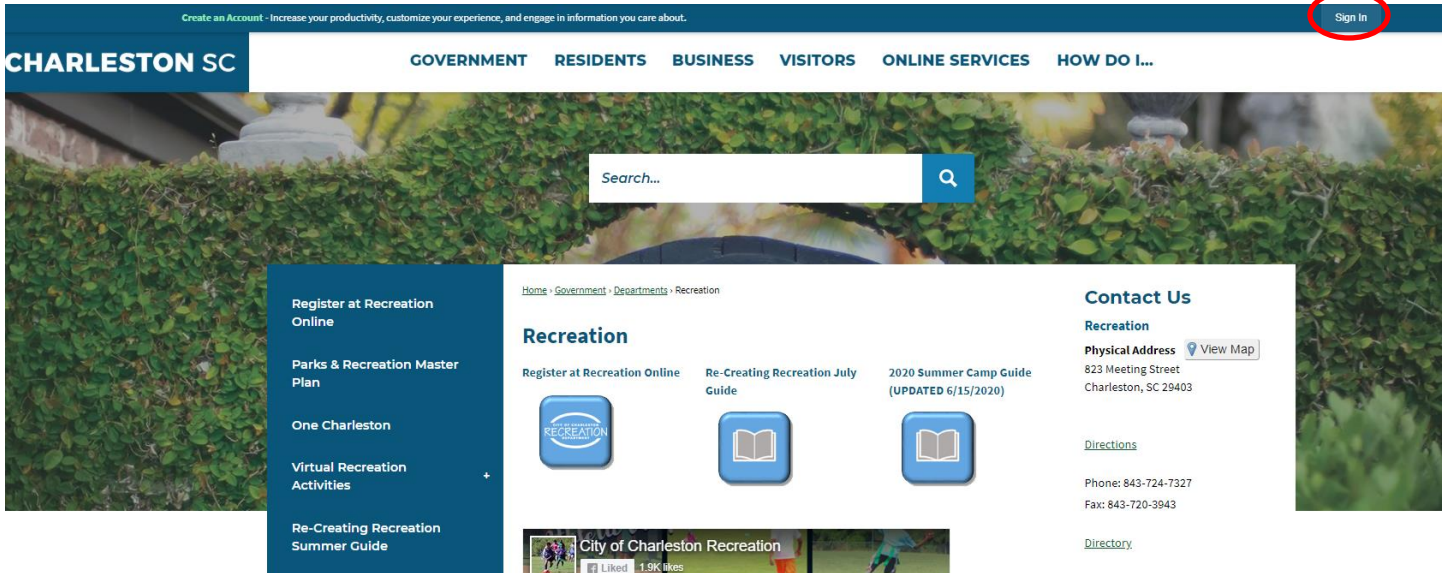 Create an Account - Increase your productivity, customize your experience, and engage in information you care about.
Sign In
CHARLESTON SC
GOVERNMENT RESIDENTS BUSINESS VISITORS ONLINE SERVICES HOW DO I...
Search...
Register at Recreation
Online
Parks & Recreation Master
Plan
One Charleston
Virtual Recreation
Activities +
Re-Creating Recreation
Summer Guide
Home › Government › Departments › Recreation
Recreation
Register at Recreation Online
CITY OF CHARLESTON
RECREATION
DEPARTMENT
Re-Creating Recreation July
Guide
2020 Summer Camp Guide
(UPDATED 6/15/2020)
City of Charleston Recreation
Liked 1.9K likes
Contact Us
Recreation
Physical Address View Map
823 Meeting Street
Charleston, SC 29403
Directions
Phone: 843-724-7327
Fax: 843-720-3943
Directory